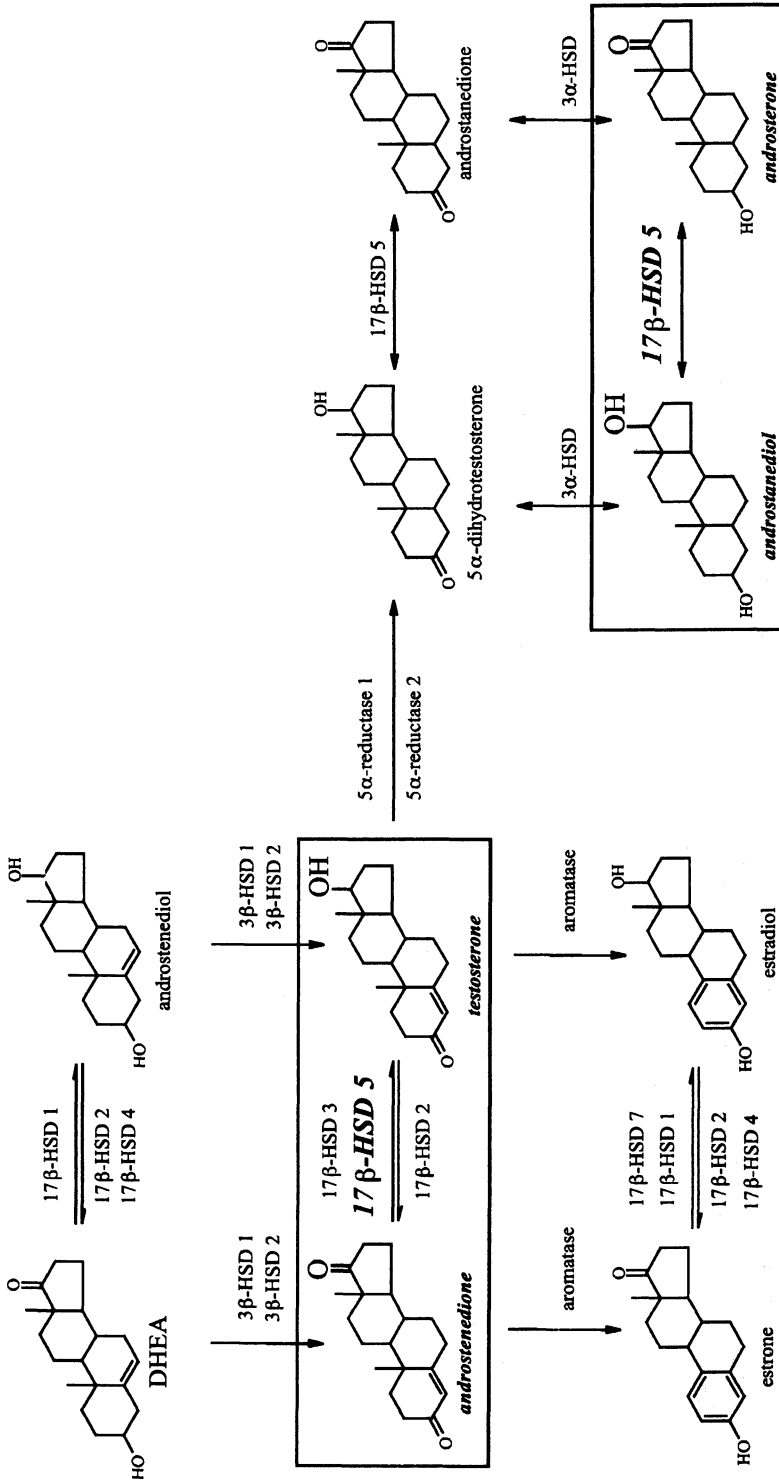 O
HO
DHEA
17β-HSD 1
17β-HSD 2
17β-HSD 4
OH
HO
androstenediol
3β-HSD 1
3β-HSD 2
3β-HSD 1
3β-HSD 2
O
O
androstenedione
17β-HSD 3
17β-HSD 5
17β-HSD 2
OH
O
testosterone
5α-reductase 1
5α-reductase 2
OH
O
5α-dihydrotestosterone
17β-HSD 5
O
O
androstanedione
aromatase
aromatase
3α-HSD
3α-HSD
O
HO
estrone
17β-HSD 7
17β-HSD 1
17β-HSD 2
17β-HSD 4
OH
HO
estradiol
OH
HO
androstanediol
17β-HSD 5
O
HO
androsterone